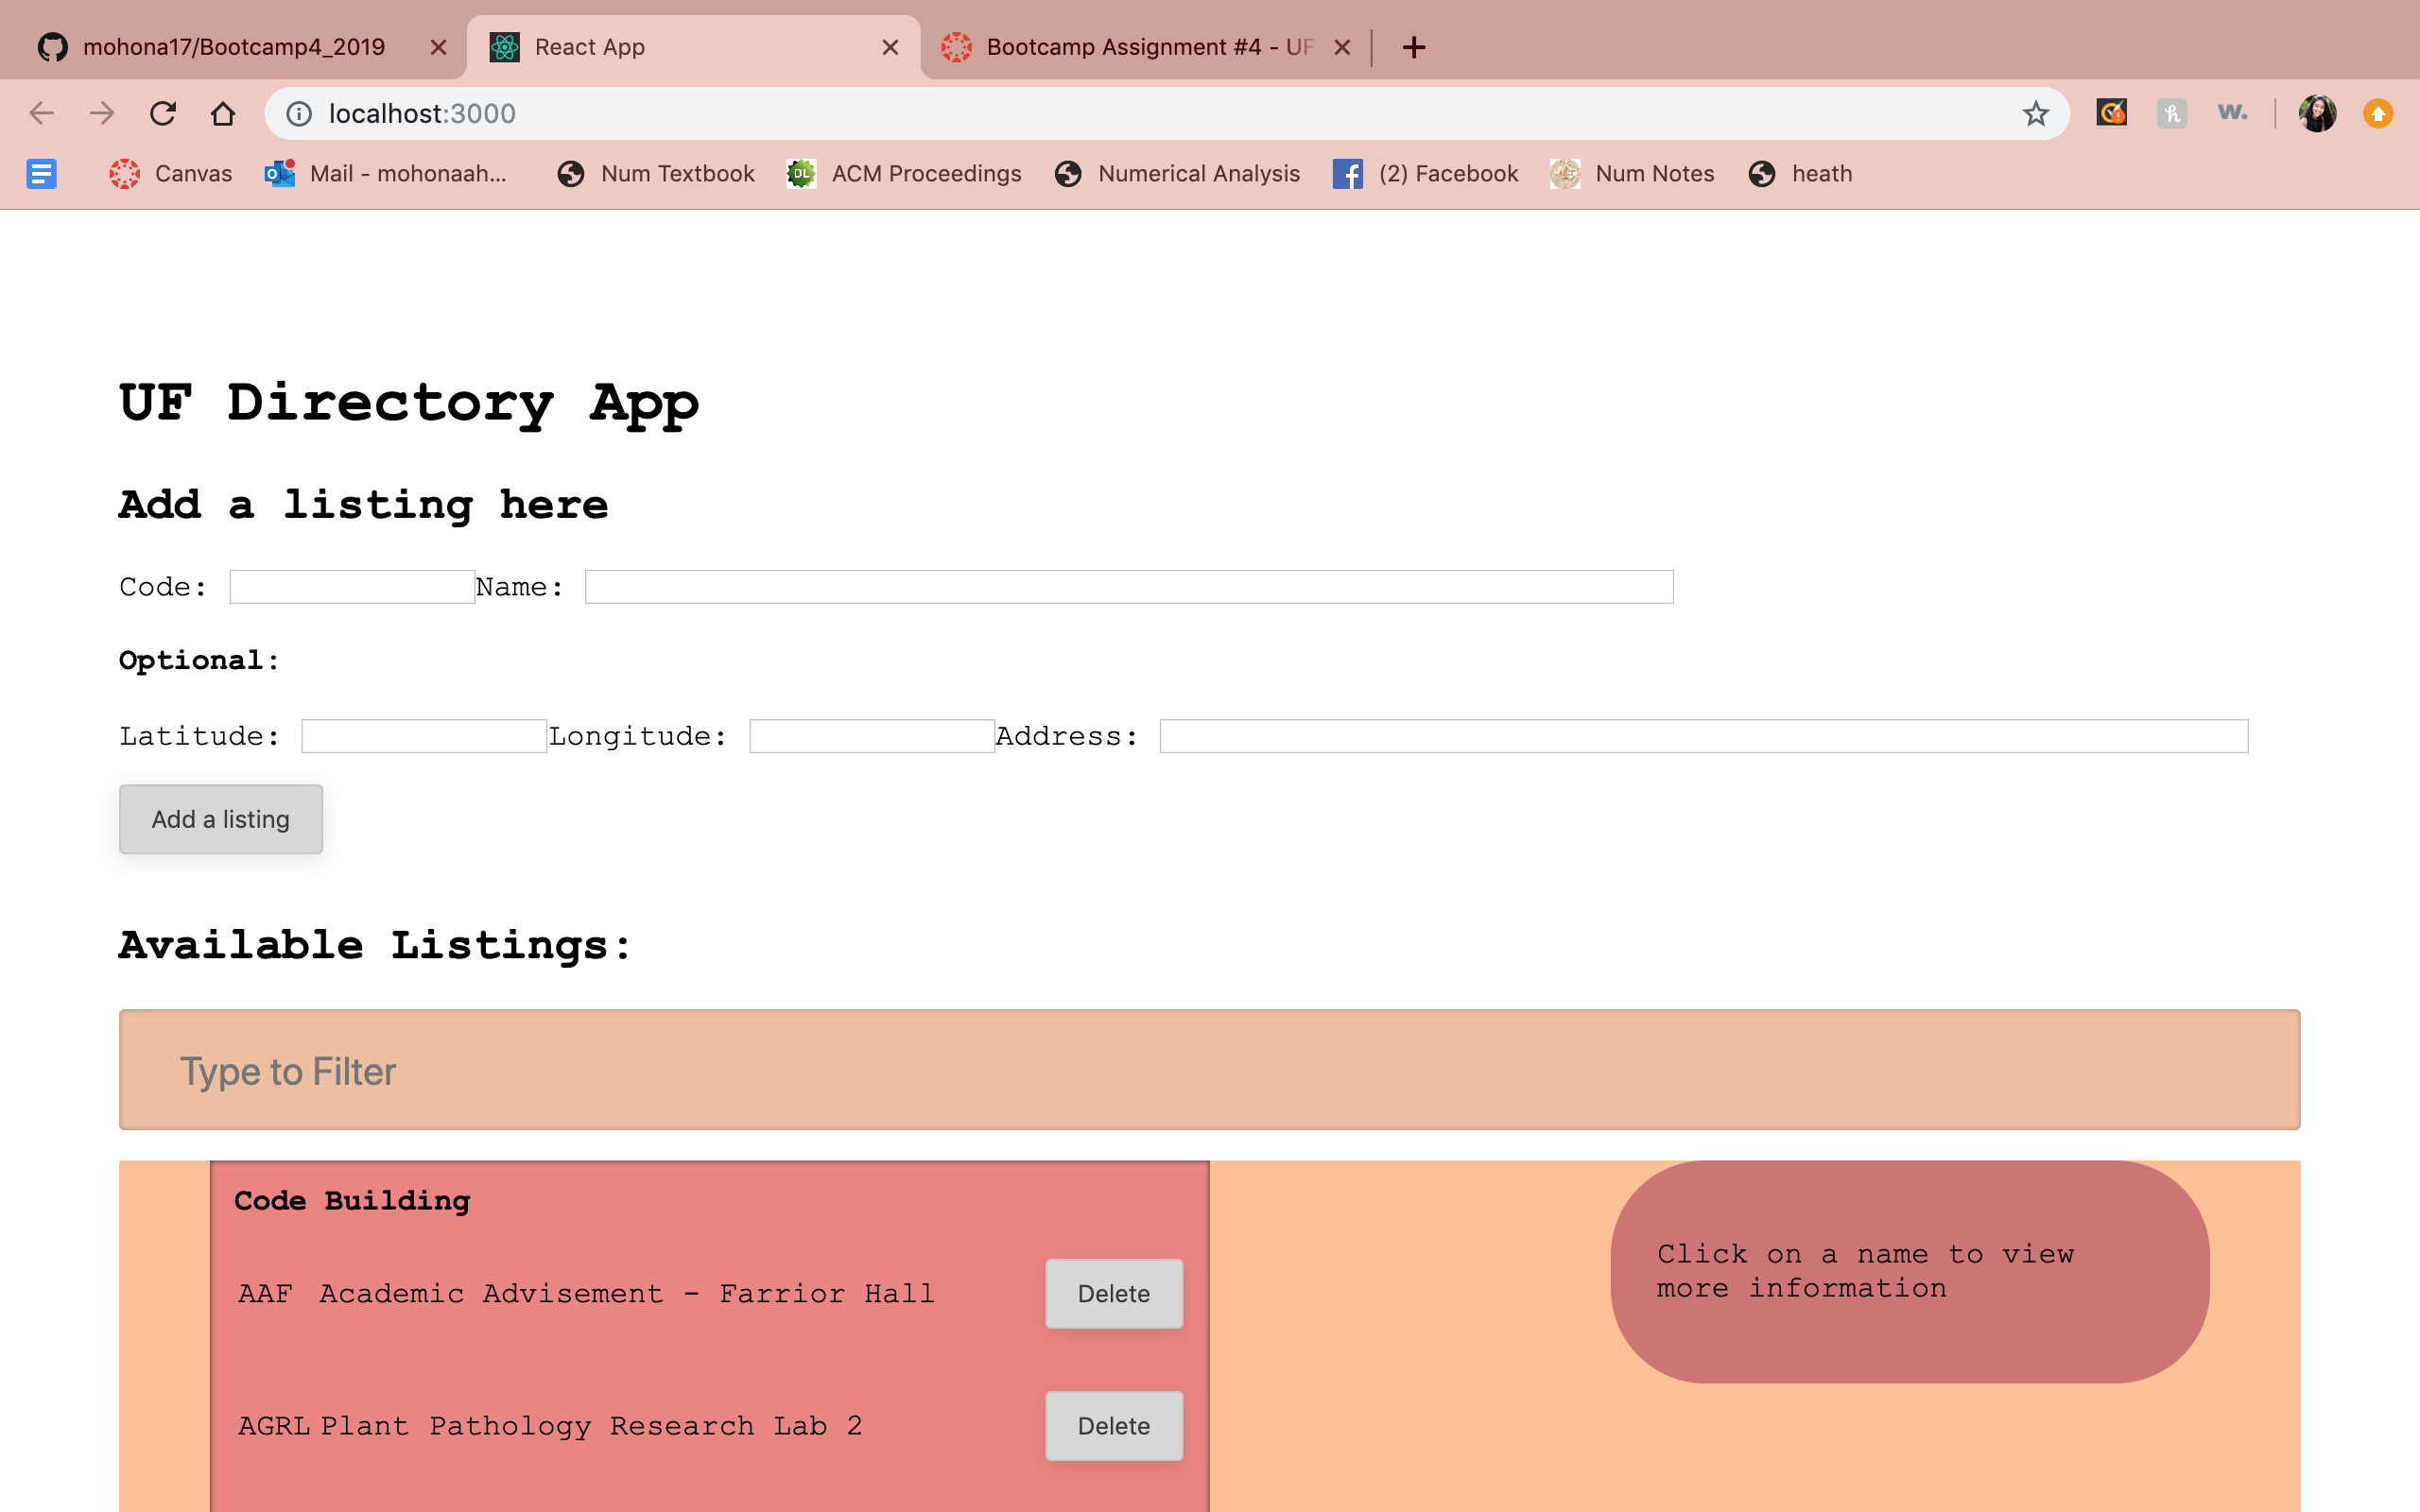 mohona17/Bootcamp4_2019 React App Bootcamp Assignment #4 - UF
localhost:3000
Canvas Mail - mohonaah... Num Textbook ACM Proceedings Numerical Analysis (2) Facebook Num Notes heath
UF Directory App
Add a listing here
Code: Name:
Optional:
Latitude: Longitude: Address:
Add a listing
Available Listings:
Type to Filter
Code Building
AAF Academic Advisement - Farrior Hall Delete
AGRL Plant Pathology Research Lab 2 Delete
Click on a name to view
more information